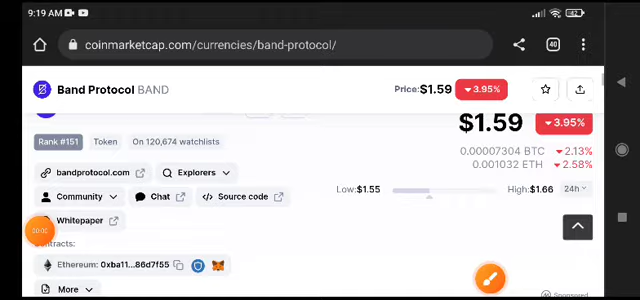 9:19 AM
42
coinmarketcap.com/currencies/band-protocol/
40
Band Protocol BAND
Price: $1.59 3.95%
$1.59 3.95%
Rank #151 Token On 120,674 watchlists
0.00007304 BTC 2.13%
0.001032 ETH 2.58%
bandprotocol.com Explorers
Low: $1.55 High: $1.66 24h
Community Chat Source code
Whitepaper
00:00
Contracts:
Ethereum: 0xba11...86d7f55
More
Sponsored